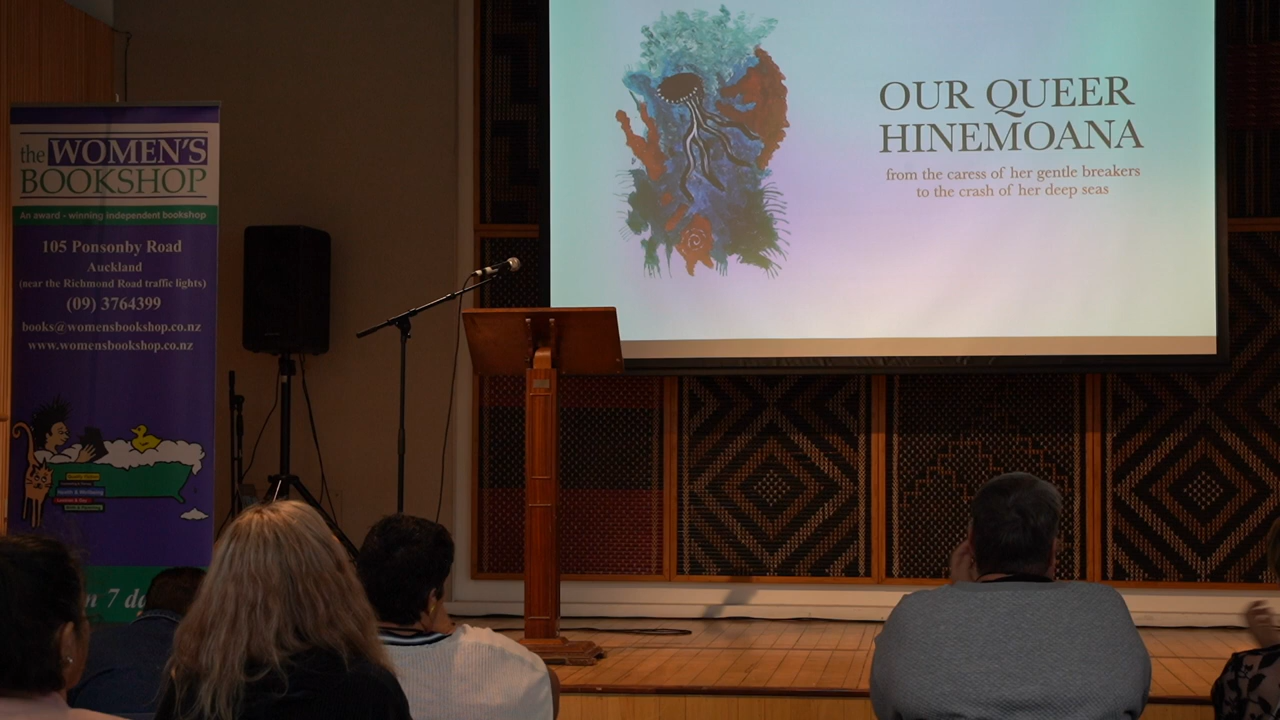 the WOMEN'S
BOOKSHOP
An award - winning independent bookshop
105 Ponsonby Road
Auckland
(near the Richmond Road traffic lights)
(09) 3764399
books@womensbookshop.co.nz
www.womensbookshop.co.nz
7
OUR QUEER
HINEMOANA
from the caress of her gentle breakers
to the crash of her deep seas